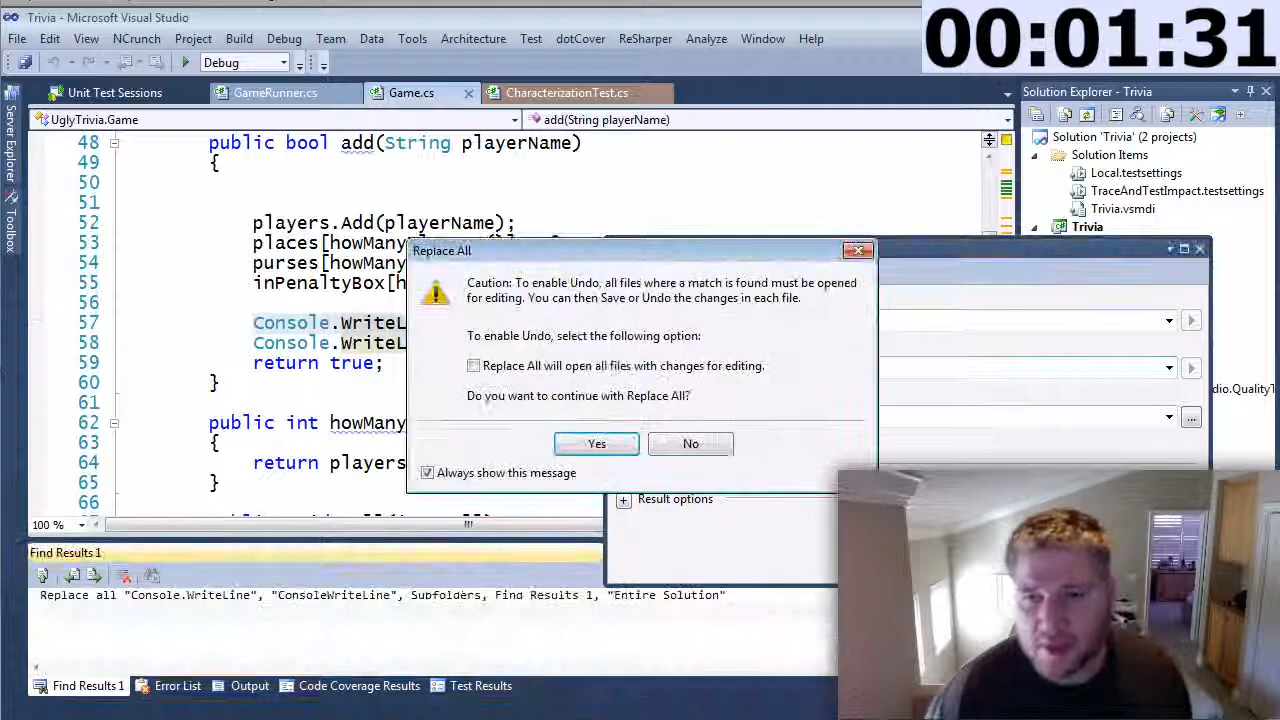 Trivia - Microsoft Visual Studio
00:01:31
File Edit View NCrunch Project Build Debug Team Data Tools Architecture Test dotCover ReSharper Analyze Window Help
Debug
Unit Test Sessions GameRunner.cs Game.cs CharacterizationTest.cs
Solution Explorer - Trivia
UglyTrivia.Game add(String playerName)
Server Explorer
Toolbox
Solution 'Trivia' (2 projects)
Solution Items
Local.testsettings
TraceAndTestImpact.testsettings
Trivia.vsmdi
Trivia
48 public bool add(String playerName)
49 {
50
51
52 players.Add(playerName);
53 places[howMany
54 purses[howMany
55 inPenaltyBox[h
57 Console.WriteL
58 Console.WriteL
59 return true;
60 }
61
62 public int howMany
63 {
64 return players
65 }
66
100 %
Replace All
Caution: To enable Undo, all files where a match is found must be opened
for editing. You can then Save or Undo the changes in each file.
To enable Undo, select the following option:
Replace All will open all files with changes for editing.
Do you want to continue with Replace All?
Yes No
Always show this message
Result options
Find Results 1
Replace all "Console.WriteLine", "ConsoleWriteLine", Subfolders, Find Results 1, "Entire Solution"
Find Results 1 Error List Output Code Coverage Results Test Results